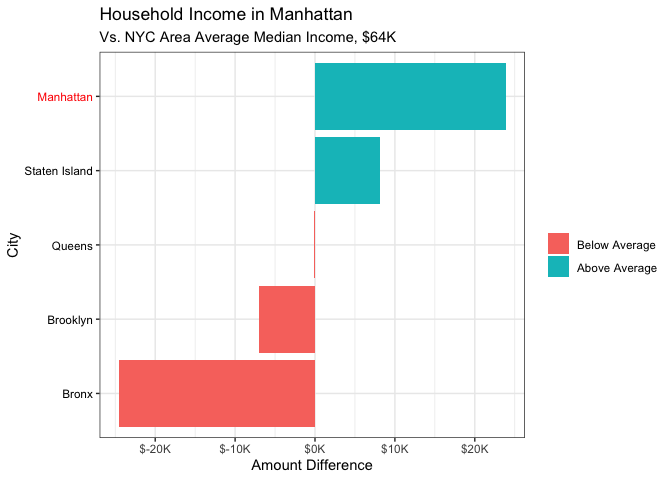 Household Income in Manhattan
Vs. NYC Area Average Median Income, $64K
City
Manhattan
Staten Island
Queens
Brooklyn
Bronx
$-20K
$-10K
$0K
$10K
$20K
Amount Difference
Below Average
Above Average